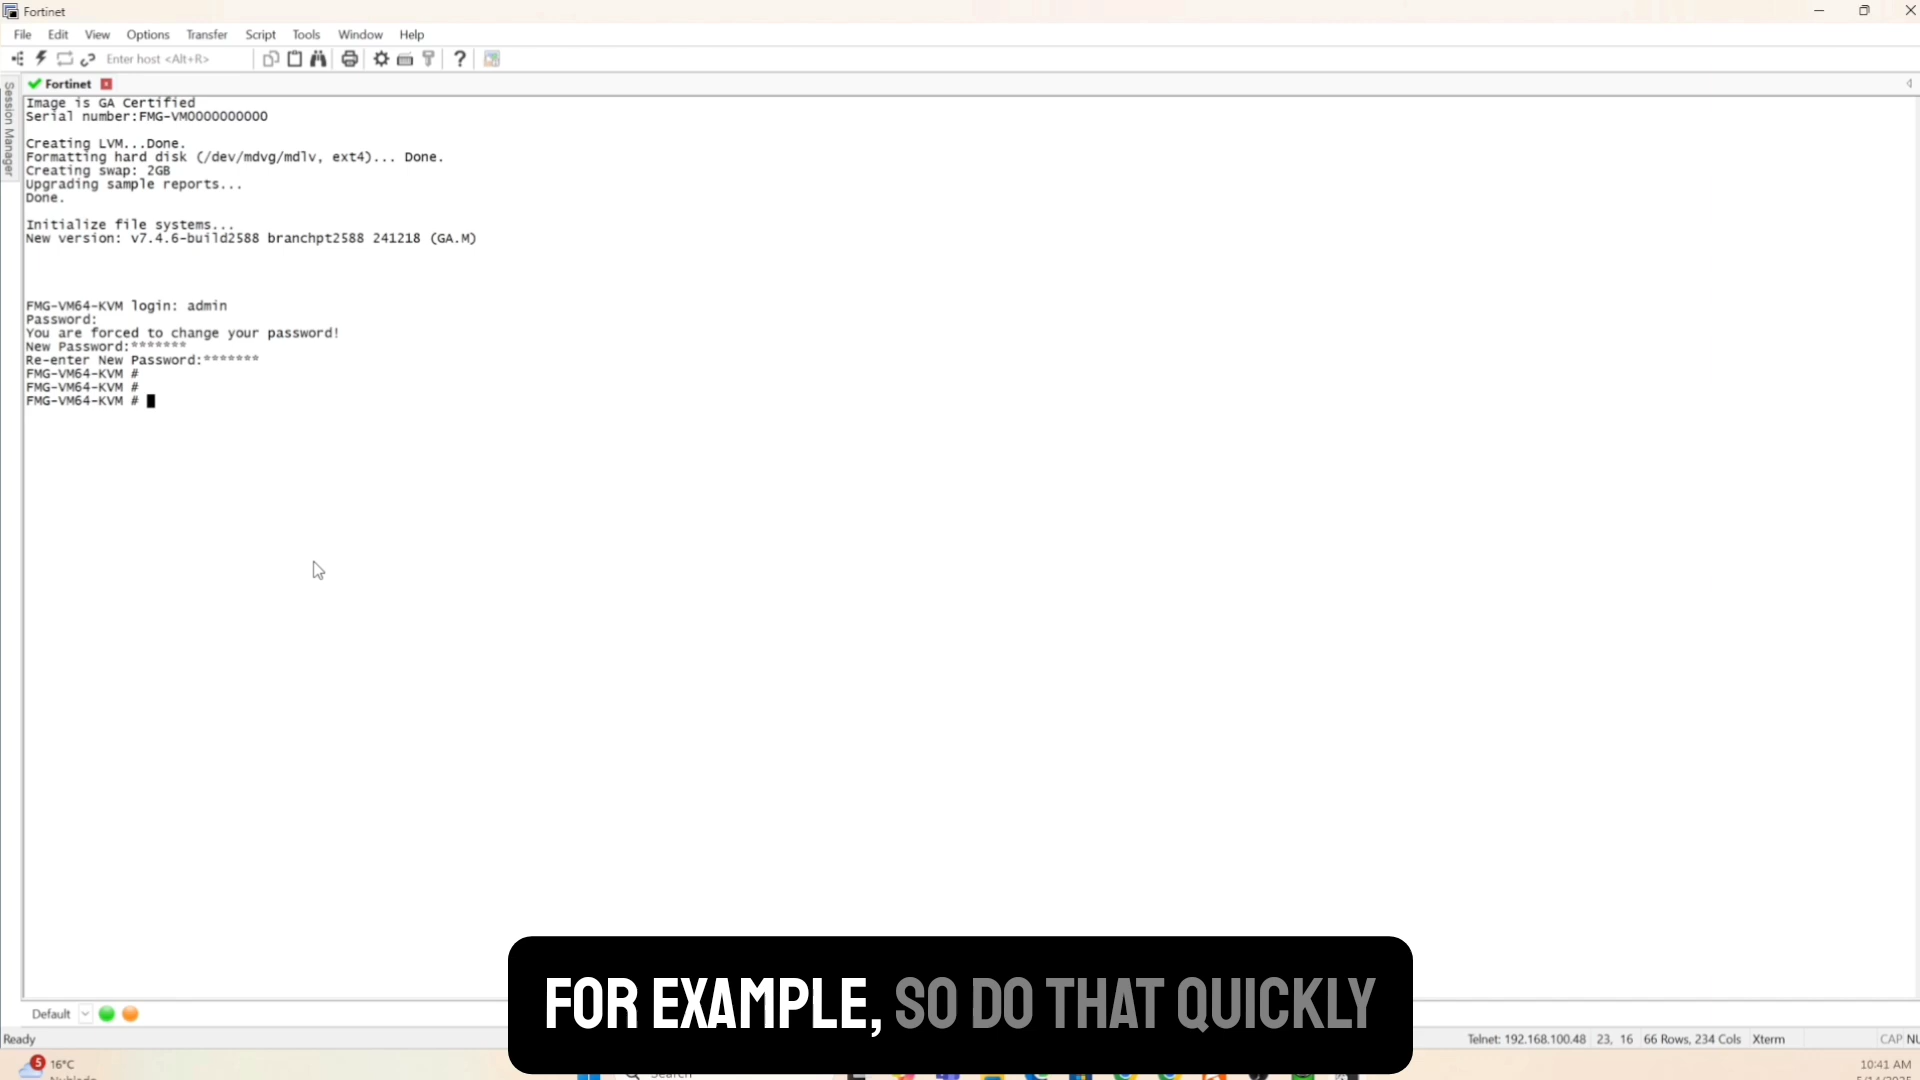 Fortinet
File Edit View Options Transfer Script Tools Window Help
Enter host <Alt+R>
Fortinet
Session Manager
Image is GA Certified
Serial number:FMG-VM0000000000
Creating LVM...Done.
Formatting hard disk (/dev/mdvg/mdlv, ext4)... Done.
Creating swap: 2GB
Upgrading sample reports...
Done.
Initialize file systems...
New version: v7.4.6-build2588 branchpt2588 241218 (GA.M)
FMG-VM64-KVM login: admin
Password:
You are forced to change your password!
New Password:*******
Re-enter New Password:*******
FMG-VM64-KVM #
FMG-VM64-KVM #
FMG-VM64-KVM #
FOR EXAMPLE, SO DO THAT QUICKLY
Default
Ready
Telnet: 192.168.100.48 23, 16 66 Rows, 234 Cols Xterm CAP
5 16°C
10:41 AM